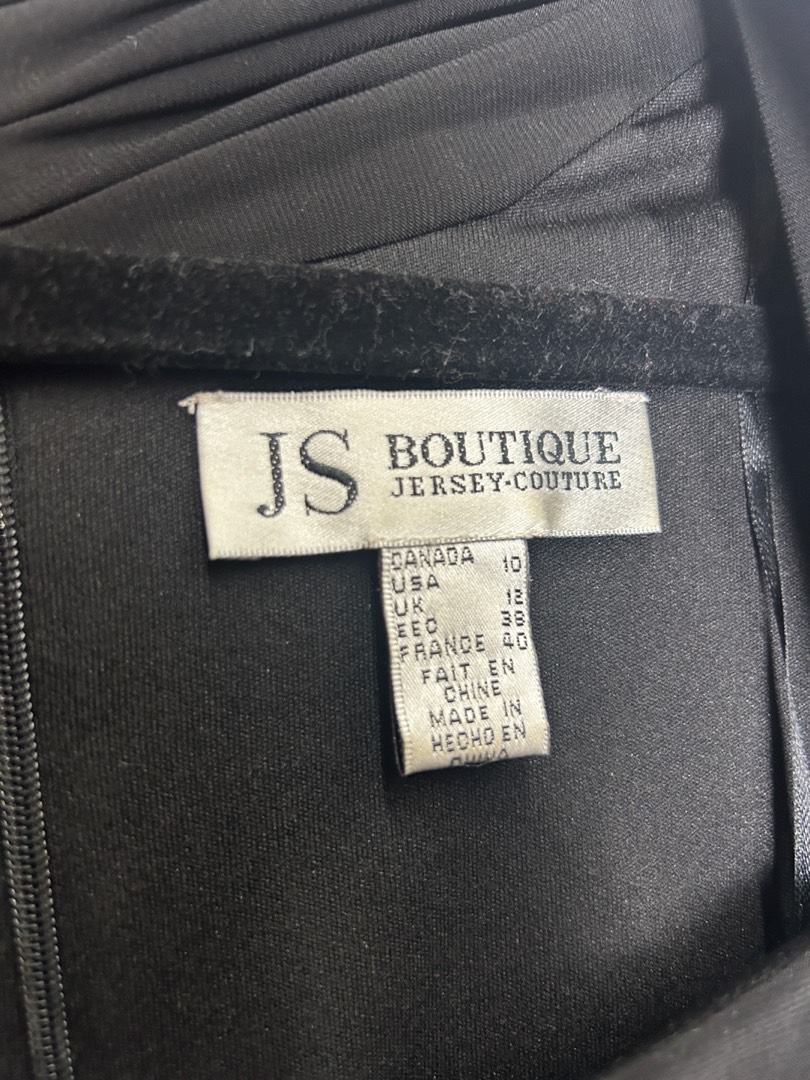 JS BOUTIQUE
JERSEY-COUTURE
CANADA 10
USA
UK 12
EEC 38
FRANCE 40
FAIT EN
CHINE
MADE IN
HECHO EN
CHINA